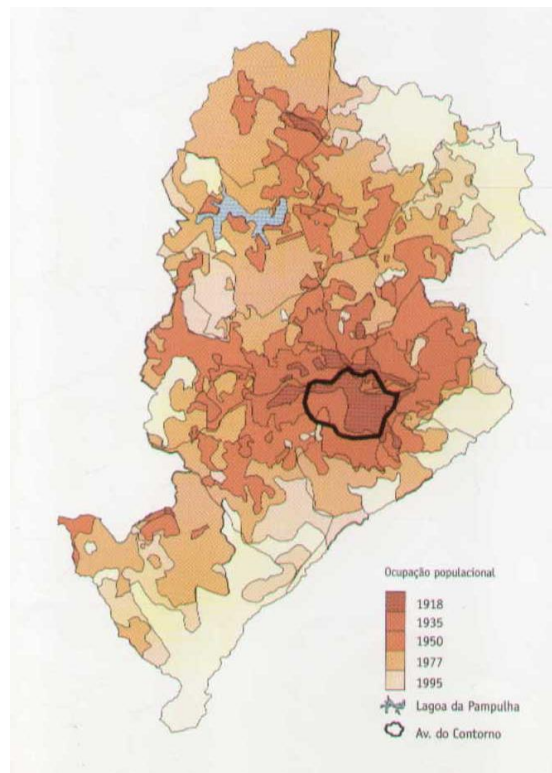 Ocupação populacional
1918
1935
1950
1977
1995
Lagoa da Pampulha
Av. do Contorno